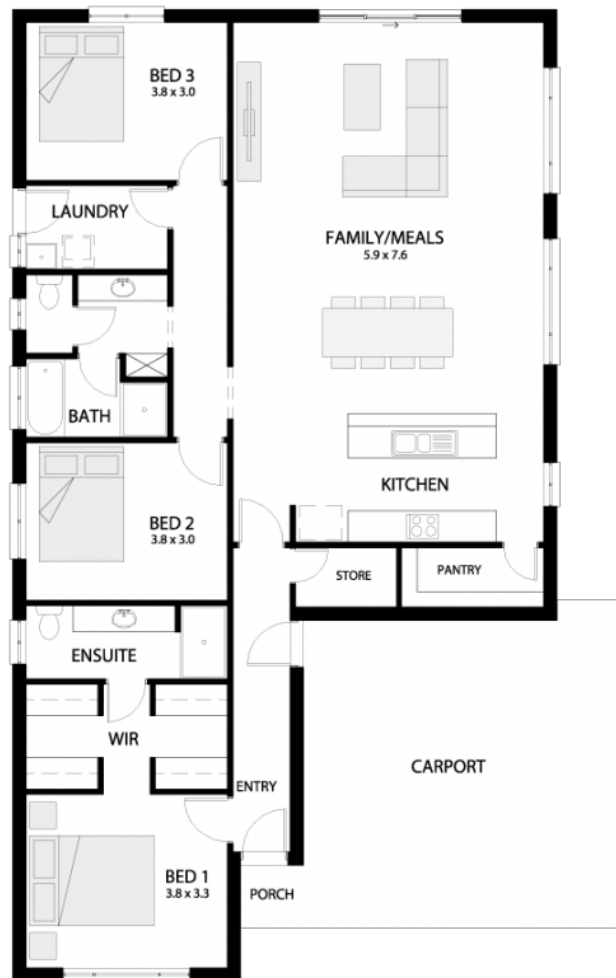 BED 3
3.8 x 3.0
LAUNDRY
FAMILY/MEALS
5.9 x 7.6
BATH
KITCHEN
BED 2
3.8 x 3.0
STORE
PANTRY
ENSUITE
WIR
CARPORT
ENTRY
BED 1
3.8 x 3.3
PORCH